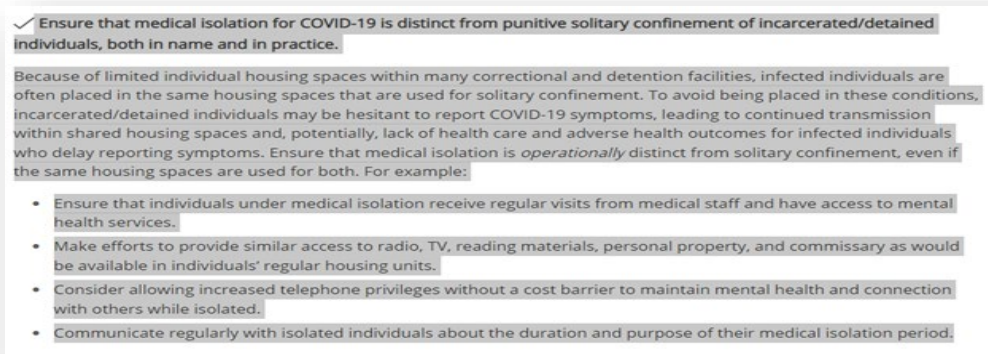 ✓ Ensure that medical isolation for COVID-19 is distinct from punitive solitary confinement of incarcerated/detained
individuals, both in name and in practice.
Because of limited individual housing spaces within many correctional and detention facilities, infected individuals are
often placed in the same housing spaces that are used for solitary confinement. To avoid being placed in these conditions,
incarcerated/detained individuals may be hesitant to report COVID-19 symptoms, leading to continued transmission
within shared housing spaces and, potentially, lack of health care and adverse health outcomes for infected individuals
who delay reporting symptoms. Ensure that medical isolation is operationally distinct from solitary confinement, even if
the same housing spaces are used for both. For example:
• Ensure that individuals under medical isolation receive regular visits from medical staff and have access to mental
health services.
• Make efforts to provide similar access to radio, TV, reading materials, personal property, and commissary as would
be available in individuals’ regular housing units.
• Consider allowing increased telephone privileges without a cost barrier to maintain mental health and connection
with others while isolated.
• Communicate regularly with isolated individuals about the duration and purpose of their medical isolation period.